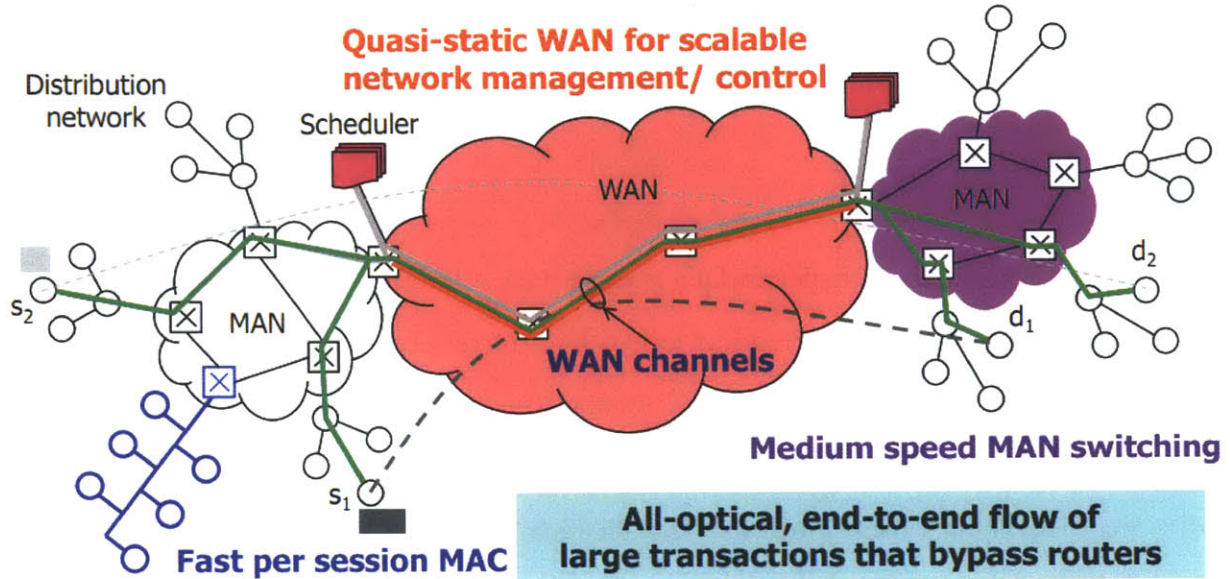 Quasi-static WAN for scalable
network management/ control
Distribution
network
Scheduler
WAN
MAN
s2
MAN
d2
d1
WAN channels
s1
Medium speed MAN switching
Fast per session MAC
All-optical, end-to-end flow of
large transactions that bypass routers